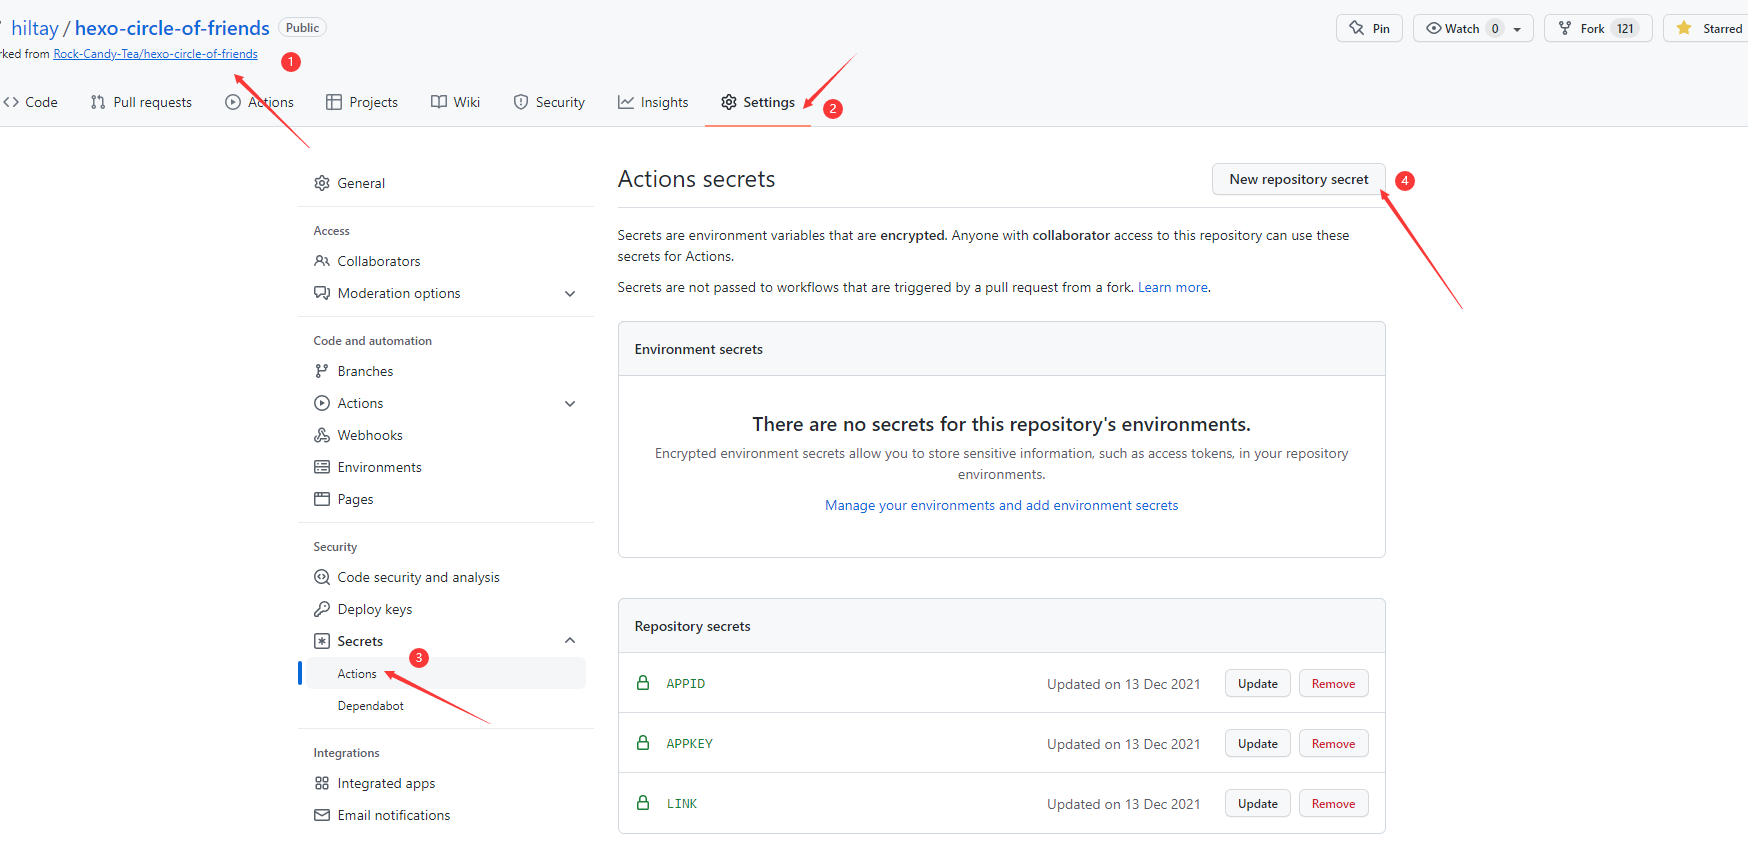 hiltay / hexo-circle-of-friends Public
rked from Rock-Candy-Tea/hexo-circle-of-friends
1
Pin
Watch 0
Fork 121
Starred
Code
Pull requests
Actions
Projects
Wiki
Security
Insights
Settings
2
General
Access
Collaborators
Moderation options
Code and automation
Branches
Actions
Webhooks
Environments
Pages
Security
Code security and analysis
Deploy keys
Secrets
3
Actions
Dependabot
Integrations
Integrated apps
Email notifications
Actions secrets
New repository secret
4
Secrets are environment variables that are encrypted. Anyone with collaborator access to this repository can use these
secrets for Actions.
Secrets are not passed to workflows that are triggered by a pull request from a fork. Learn more.
Environment secrets
There are no secrets for this repository's environments.
Encrypted environment secrets allow you to store sensitive information, such as access tokens, in your repository
environments.
Manage your environments and add environment secrets
Repository secrets
APPID Updated on 13 Dec 2021 Update Remove
APPKEY Updated on 13 Dec 2021 Update Remove
LINK Updated on 13 Dec 2021 Update Remove